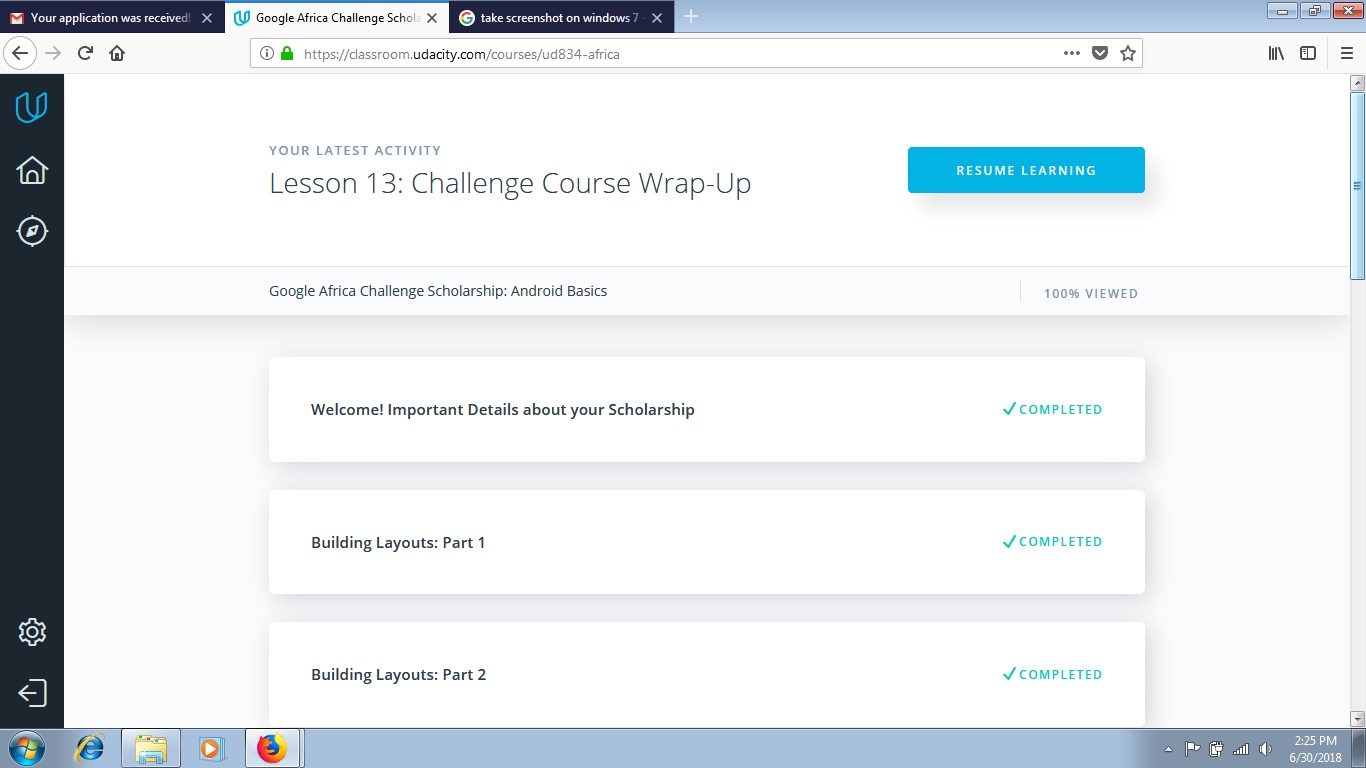 Your application was received!
Google Africa Challenge Schola
take screenshot on windows 7 -
https://classroom.udacity.com/courses/ud834-africa
YOUR LATEST ACTIVITY
Lesson 13: Challenge Course Wrap-Up
RESUME LEARNING
Google Africa Challenge Scholarship: Android Basics
100% VIEWED
Welcome! Important Details about your Scholarship
COMPLETED
Building Layouts: Part 1
COMPLETED
Building Layouts: Part 2
COMPLETED
2:25 PM
6/30/2018